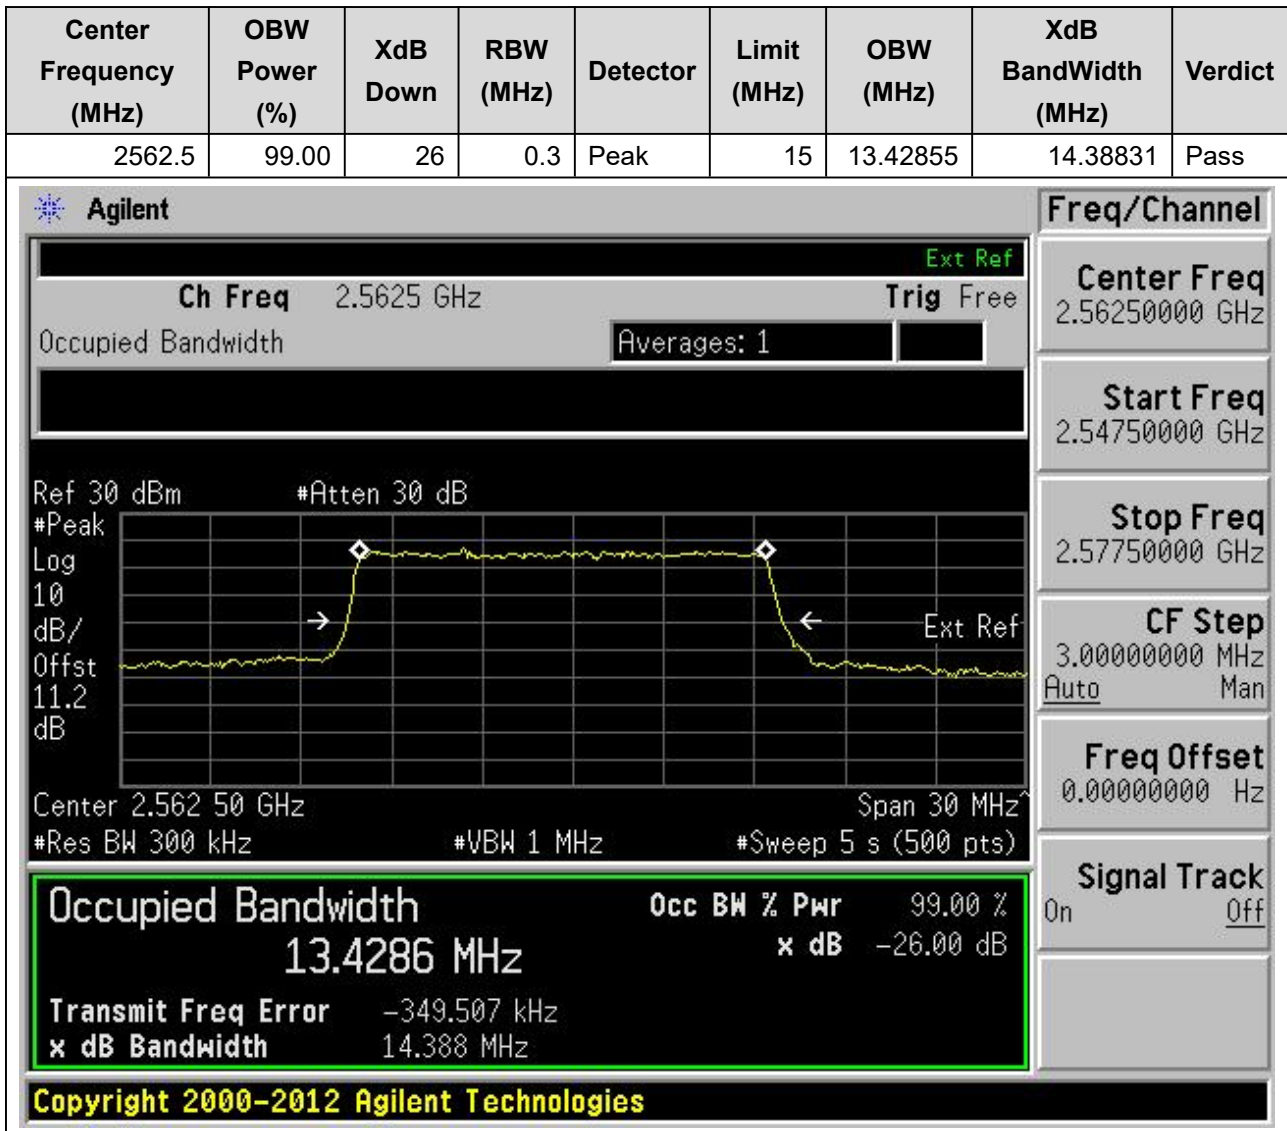 Center Frequency (MHz) OBW Power (%) XdB Down RBW (MHz) Detector Limit (MHz) OBW (MHz) XdB BandWidth (MHz) Verdict
2562.5 99.00 26 0.3 Peak 15 13.42855 14.38831 Pass
Agilent
Freq/Channel
Ext Ref
Ch Freq 2.5625 GHz Trig Free
Occupied Bandwidth Averages: 1
Center Freq
2.56250000 GHz
Start Freq
2.54750000 GHz
Stop Freq
2.57750000 GHz
CF Step
3.00000000 MHz
Auto Man
Freq Offset
0.00000000 Hz
Signal Track
On Off
Ref 30 dBm #Atten 30 dB
#Peak
Log
10
dB/
Offst
11.2
dB
Ext Ref
Center 2.562 50 GHz Span 30 MHz^
#Res BW 300 kHz #VBW 1 MHz #Sweep 5 s (500 pts)
Occupied Bandwidth Occ BW % Pwr 99.00 %
13.4286 MHz x dB -26.00 dB
Transmit Freq Error -349.507 kHz
x dB Bandwidth 14.388 MHz
Copyright 2000-2012 Agilent Technologies